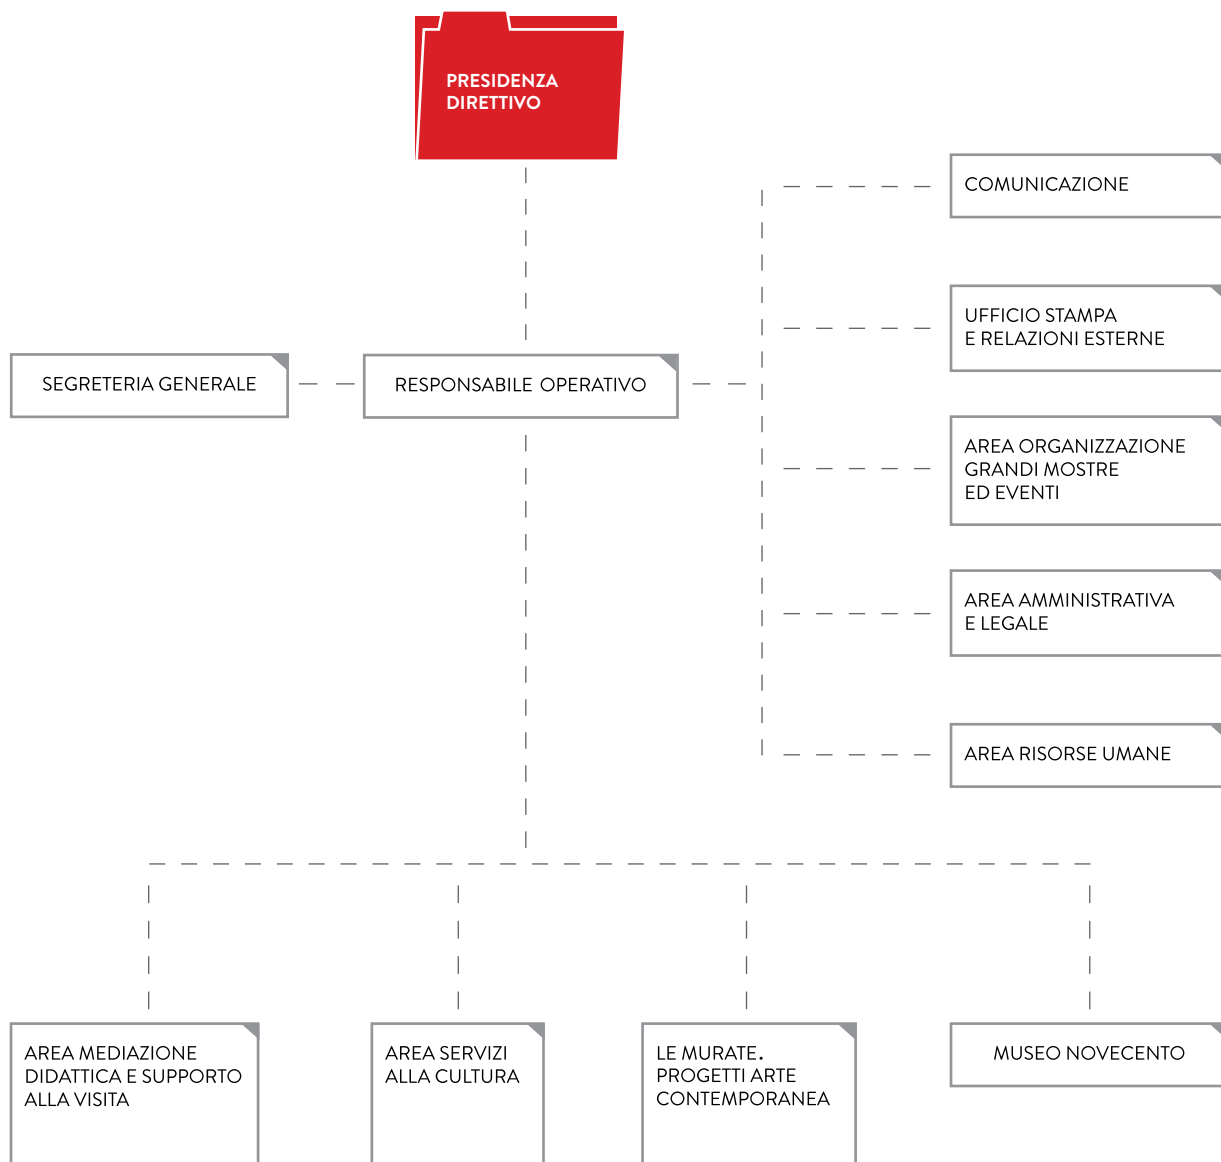 PRESIDENZA
DIRETTIVO
COMUNICAZIONE
UFFICIO STAMPA
E RELAZIONI ESTERNE
SEGRETERIA GENERALE
RESPONSABILE OPERATIVO
AREA ORGANIZZAZIONE
GRANDI MOSTRE
ED EVENTI
AREA AMMINISTRATIVA
E LEGALE
AREA RISORSE UMANE
AREA MEDIAZIONE
DIDATTICA E SUPPORTO
ALLA VISITA
AREA SERVIZI
ALLA CULTURA
LE MURATE.
PROGETTI ARTE
CONTEMPORANEA
MUSEO NOVECENTO